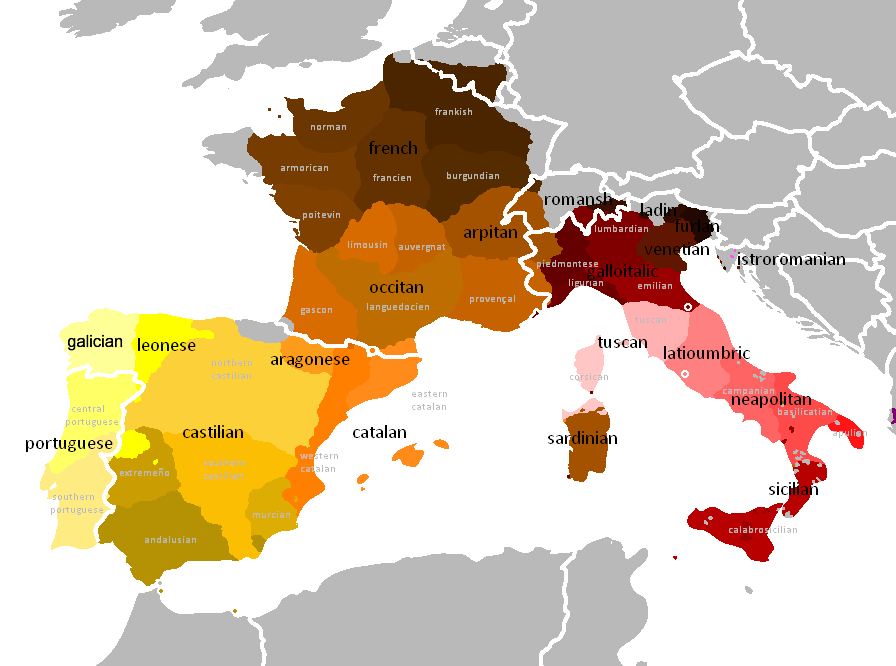 norman
frankish
french
armorican
francien
burgundian
poitevin
limousin
auvergnat
arpitan
occitan
languedocien
gascon
provençal
romansh
ladin
furlan
lumbardian
venetian
piedmontese
galloitalic
ligurian
emilian
istroromanian
galician
leonese
northern
castilian
aragonese
tuscan
tuscan
latioumbric
corsican
central
portuguese
portuguese
castilian
catalan
eastern
catalan
western
catalan
southern
castilian
extremeño
southern
portuguese
murcian
andalusian
sardinian
campanian
neapolitan
basilicatian
apulian
sicilian
calabrosicilian